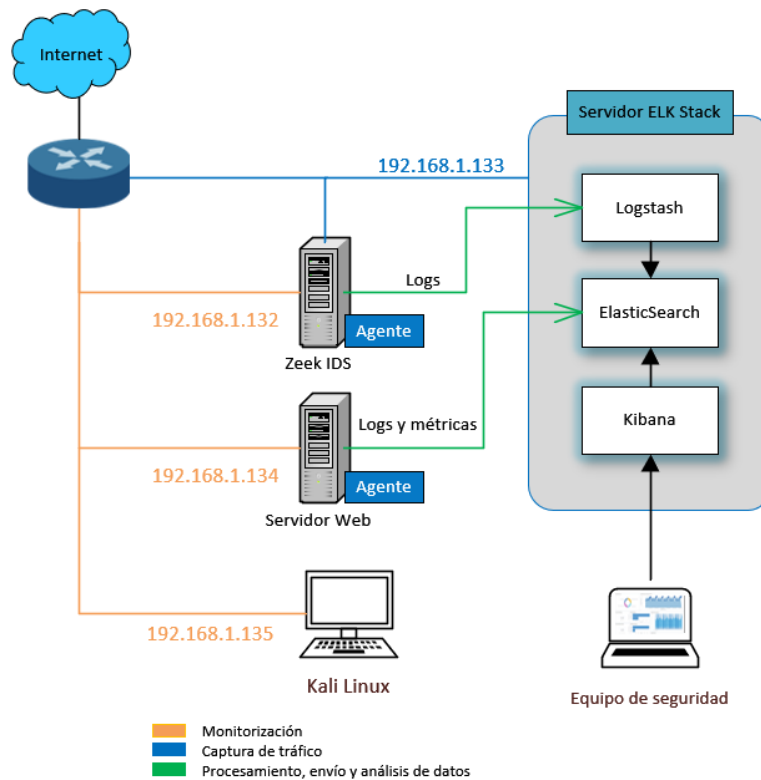 Internet
Servidor ELK Stack
192.168.1.133
Logstash
Logs
192.168.1.132
Agente
ElasticSearch
Zeek IDS
Logs y métricas
Kibana
192.168.1.134
Agente
Servidor Web
192.168.1.135
Kali Linux
Equipo de seguridad
Monitorización
Captura de tráfico
Procesamiento, envío y análisis de datos